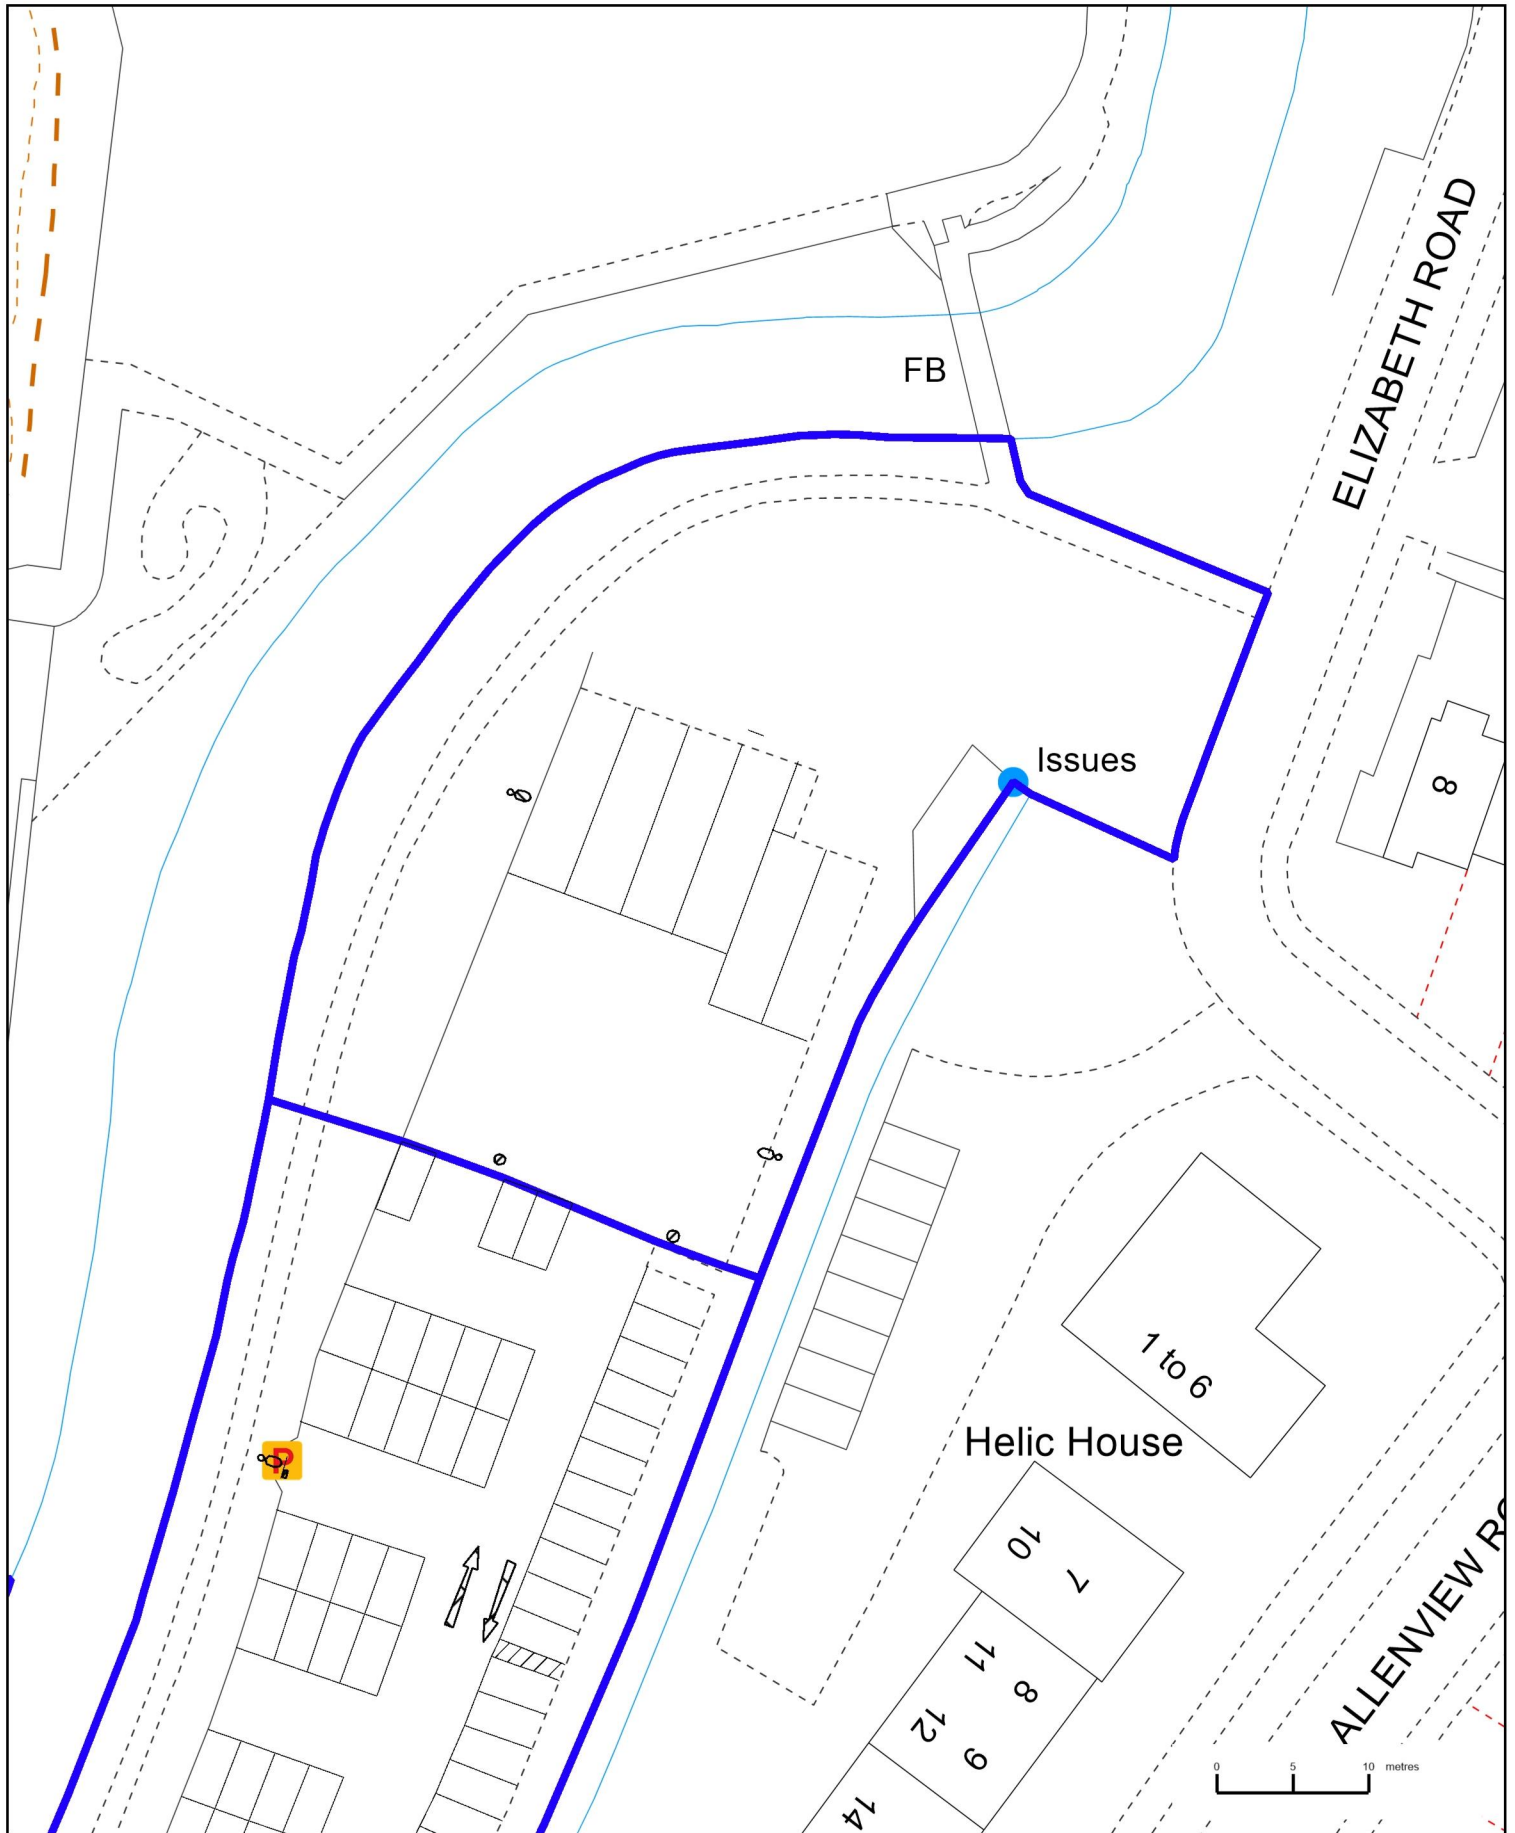 ELIZABETH ROAD
FB
Issues
8
P
1 to 6
Helic House
10
7
11
8
12
9
14
ALLENVIEW RO
0 5 10 metres